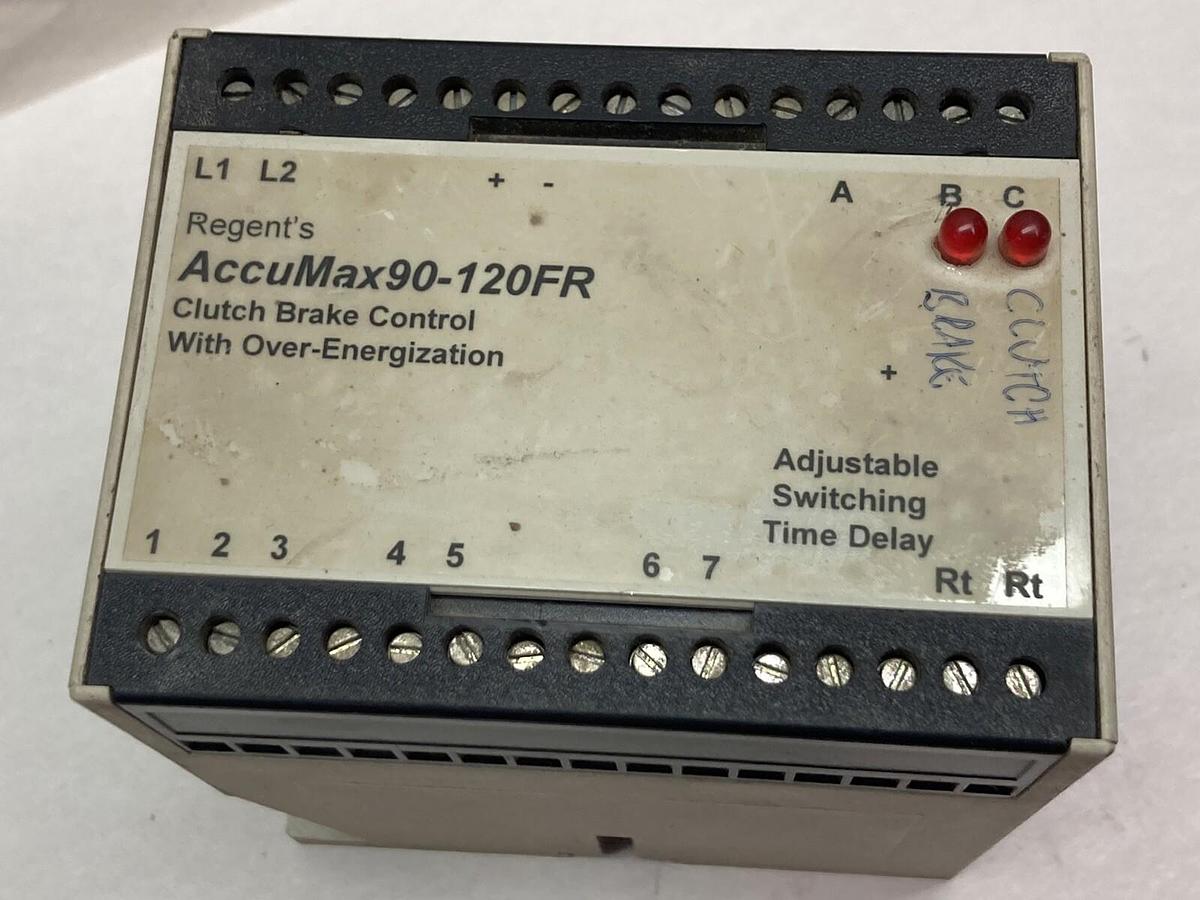 L1 L2 + - A B C
Regent's
AccuMax90-120FR
Clutch Brake Control
With Over-Energization
+
BRAKE
CLUTCH
Adjustable
Switching
Time Delay
1 2 3 4 5 6 7 Rt Rt